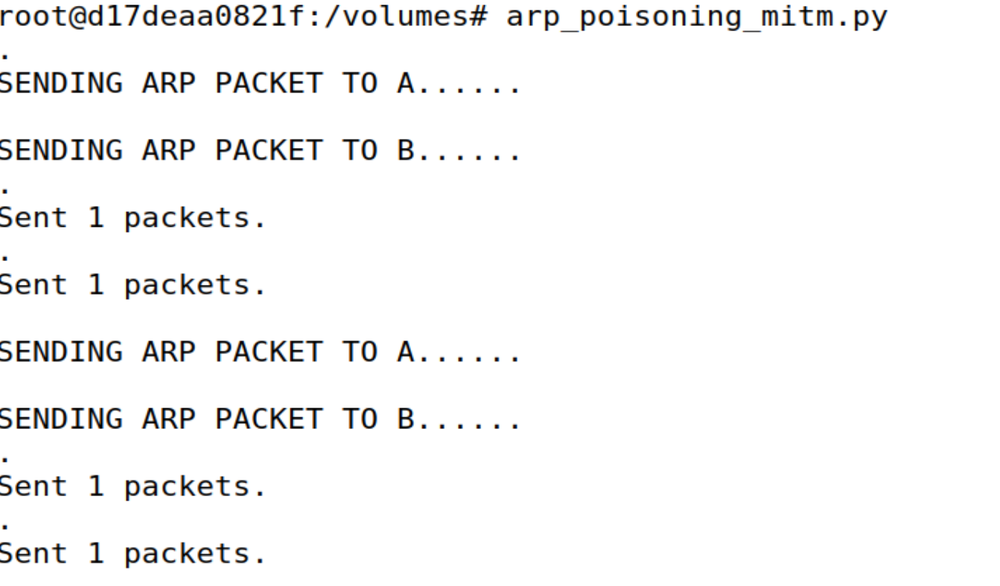 root@d17deaa0821f:/volumes# arp_poisoning_mitm.py
.
SENDING ARP PACKET TO A......
SENDING ARP PACKET TO B......
.
Sent 1 packets.
.
Sent 1 packets.
SENDING ARP PACKET TO A......
SENDING ARP PACKET TO B......
.
Sent 1 packets.
.
Sent 1 packets.